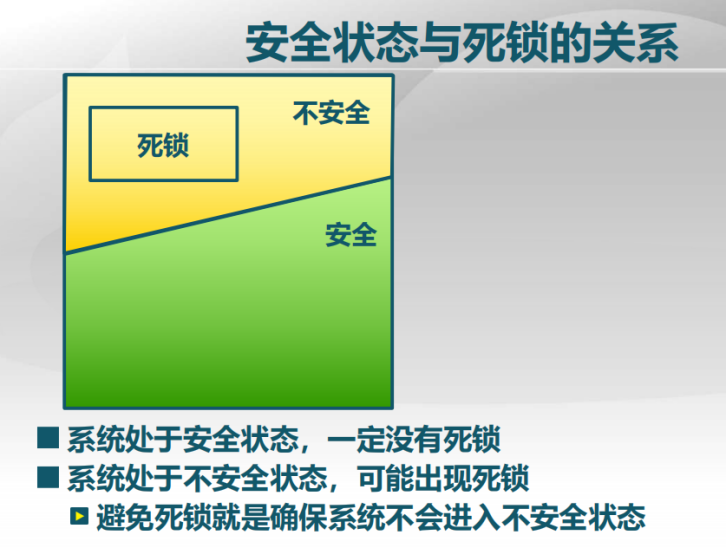 安全状态与死锁的关系
不安全
死锁
安全
系统处于安全状态，一定没有死锁
系统处于不安全状态，可能出现死锁
避免死锁就是确保系统不会进入不安全状态